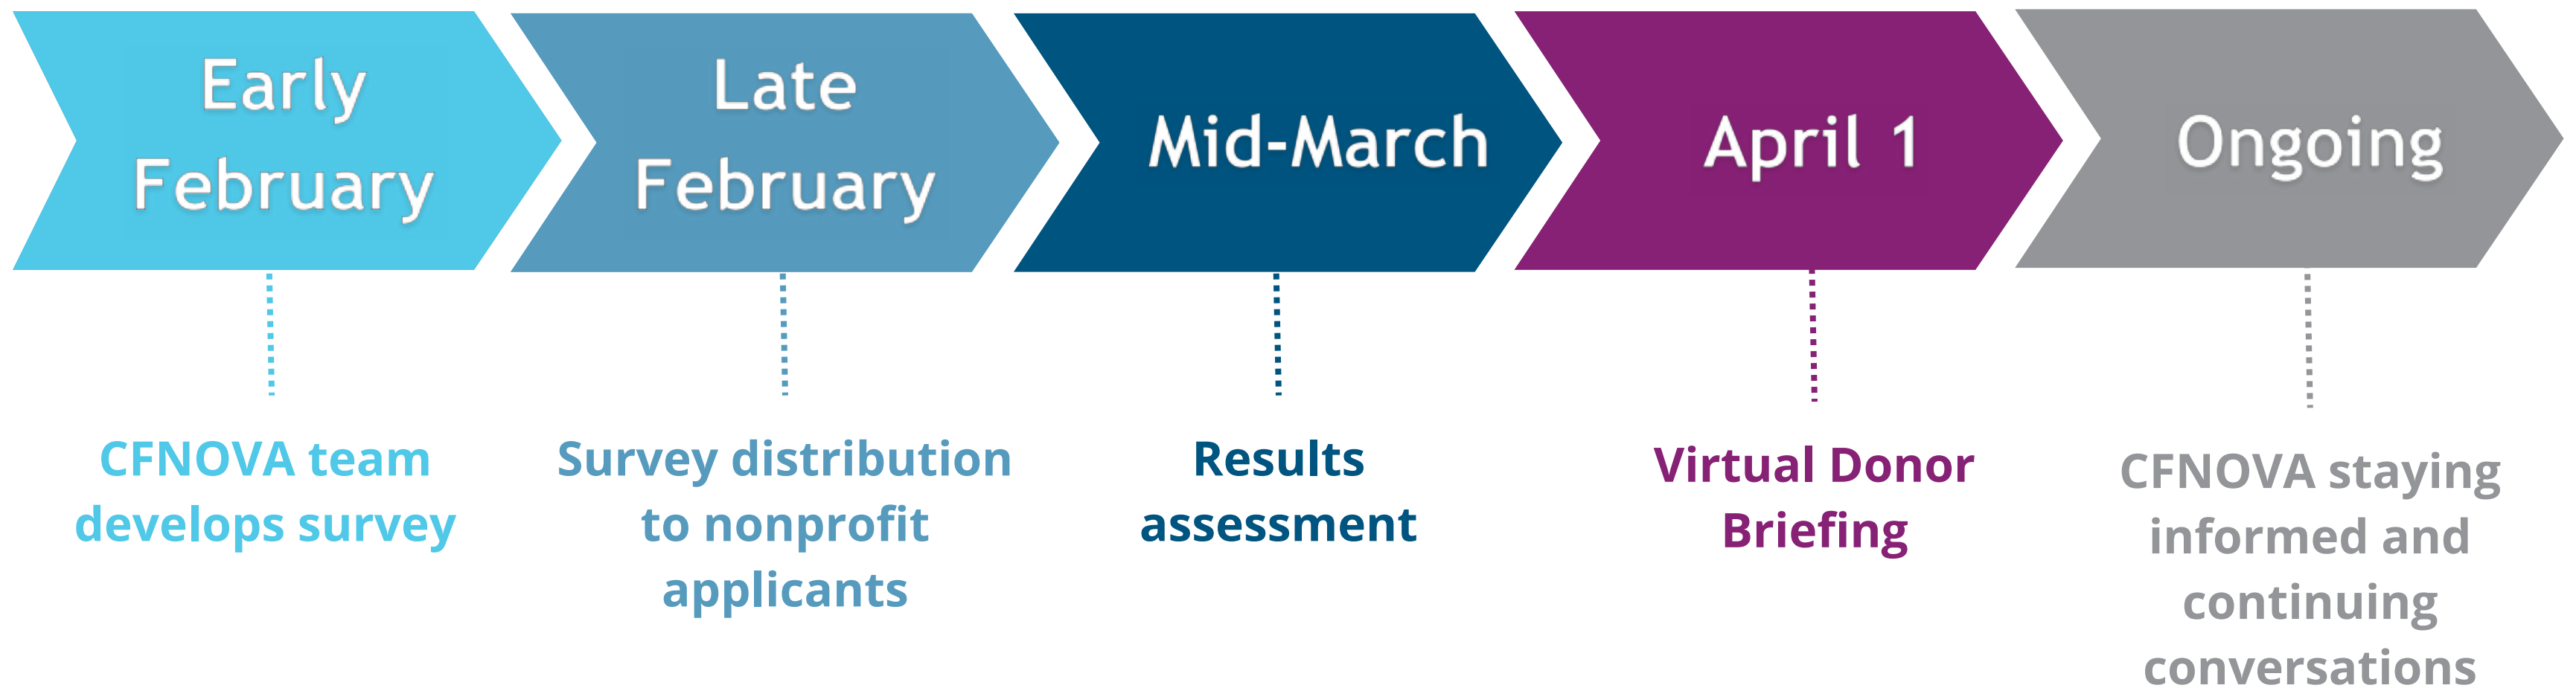 Early
February
CFNOVA team
develops survey
Late
February
Survey distribution
to nonprofit
applicants
Mid-March
Results
assessment
April 1
Virtual Donor
Briefing
Ongoing
CFNOVA staying
informed and
continuing
conversations